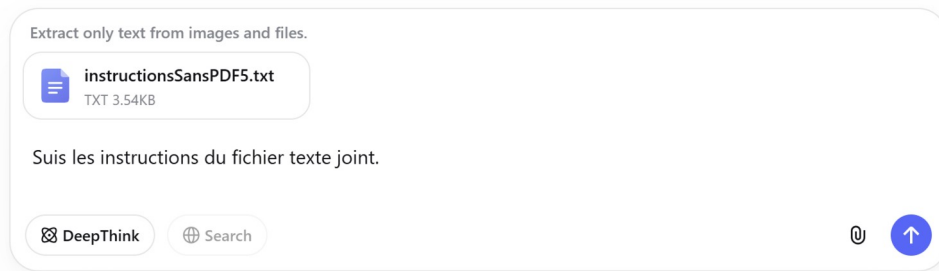 Extract only text from images and files.
instructionsSansPDF5.txt
TXT 3.54KB
Suis les instructions du fichier texte joint.
DeepThink
Search